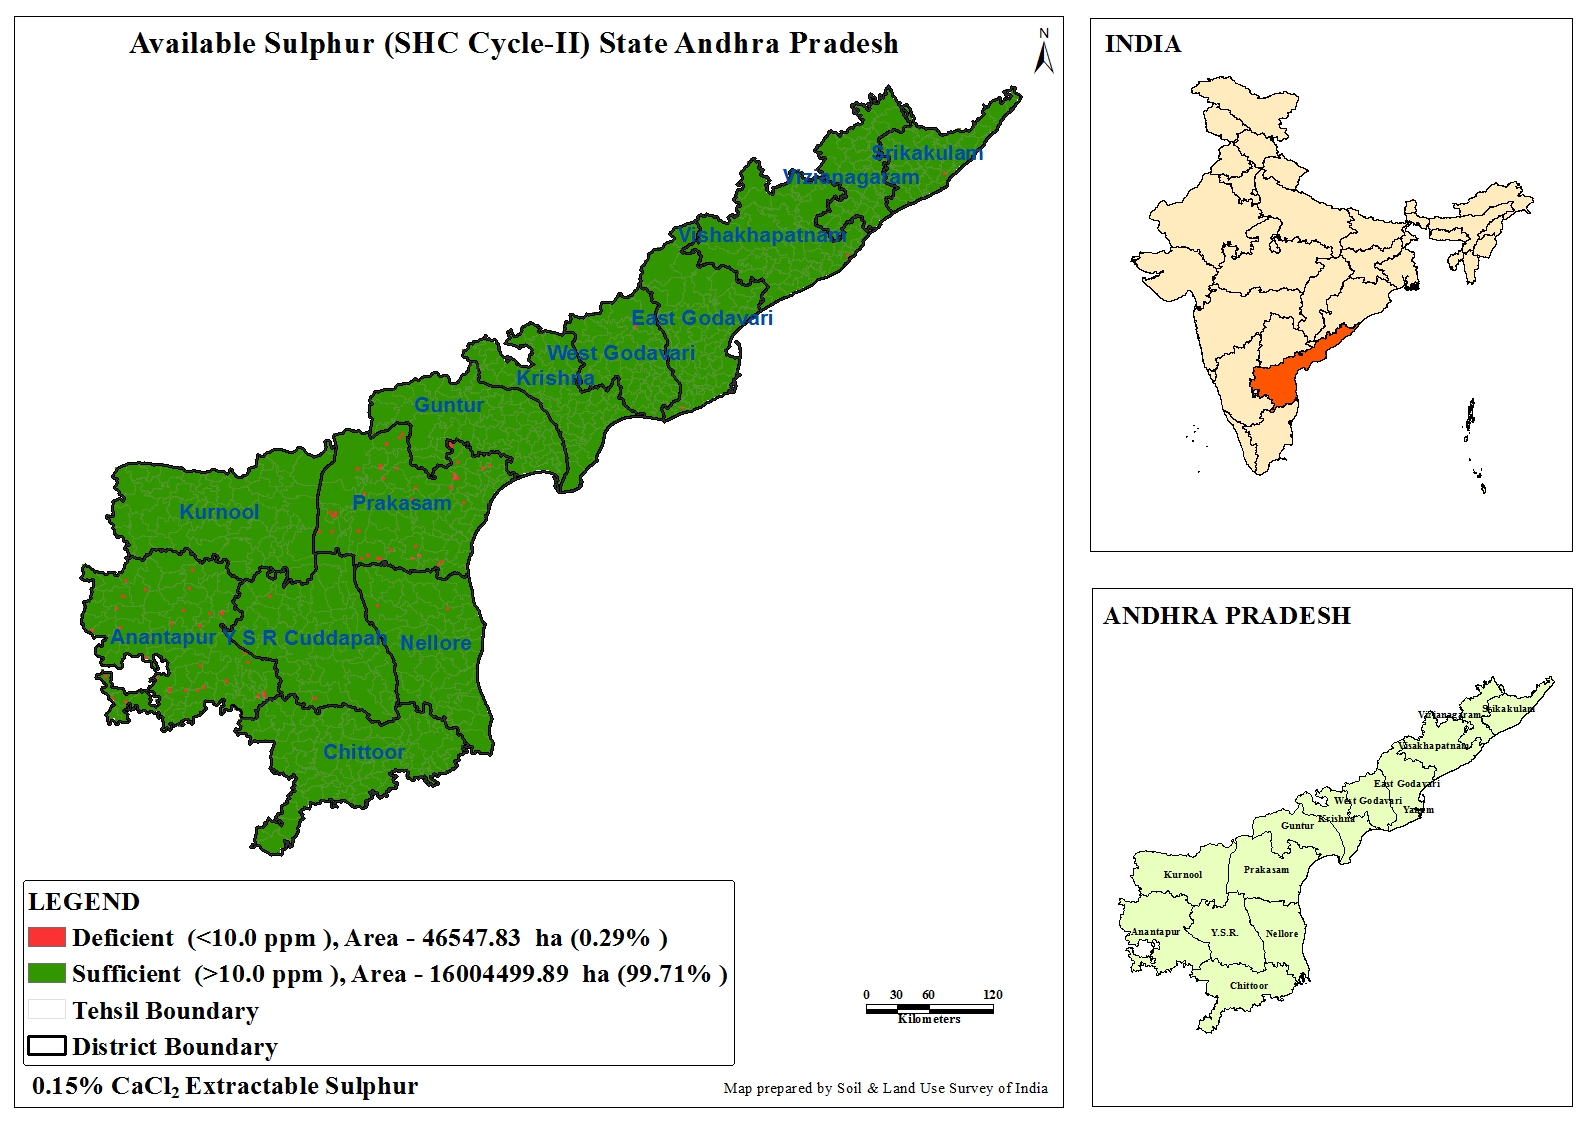 Available Sulphur (SHC Cycle-II) State Andhra Pradesh
N
Srikakulam
Vizianagaram
Vishakhapatnam
East Godavari
West Godavari
Krishna
Guntur
Prakasam
Kurnool
Anantapur
Y S R Cuddapah
Nellore
Chittoor
LEGEND
Deficient (<10.0 ppm ), Area - 46547.83 ha (0.29% )
Sufficient (>10.0 ppm ), Area - 16004499.89 ha (99.71% )
Tehsil Boundary
District Boundary
0.15% CaCl₂ Extractable Sulphur
0 30 60 120
Kilometers
Map prepared by Soil & Land Use Survey of India
INDIA
ANDHRA PRADESH
Srikakulam
Vizianagaram
Visakhapatnam
East Godavari
West Godavari
Yanam
Krishna
Guntur
Prakasam
Kurnool
Anantapur
Y.S.R.
Nellore
Chittoor